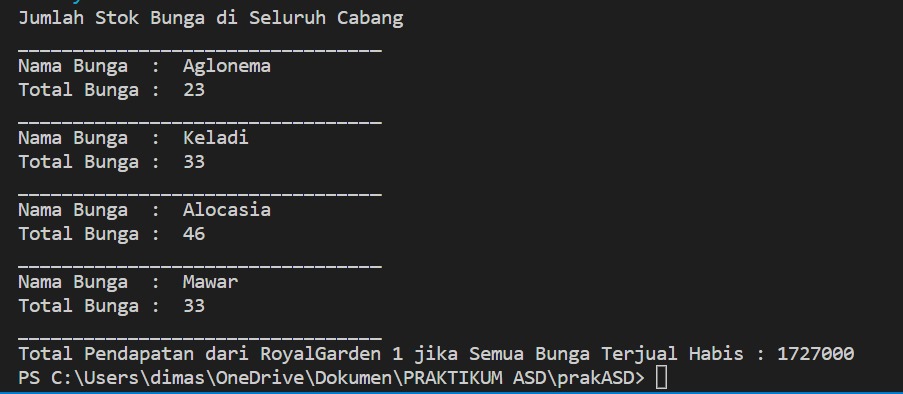 Jumlah Stok Bunga di Seluruh Cabang
_________________________________
Nama Bunga  :  Aglonema
Total Bunga :  23
_________________________________
Nama Bunga  :  Keladi
Total Bunga :  33
_________________________________
Nama Bunga  :  Alocasia
Total Bunga :  46
_________________________________
Nama Bunga  :  Mawar
Total Bunga :  33
_________________________________
Total Pendapatan dari RoyalGarden 1 jika Semua Bunga Terjual Habis : 1727000
PS C:\Users\dimas\OneDrive\Dokumen\PRAKTIKUM ASD\prakASD>